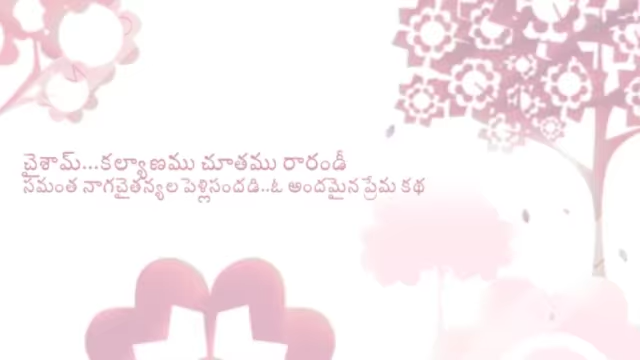 చైశామ్...కల్యాణము చూతము రారండీ
సమంత నాగచైతన్యల పెళ్లిసందడి..ఓ అందమైన ప్రేమ కథ